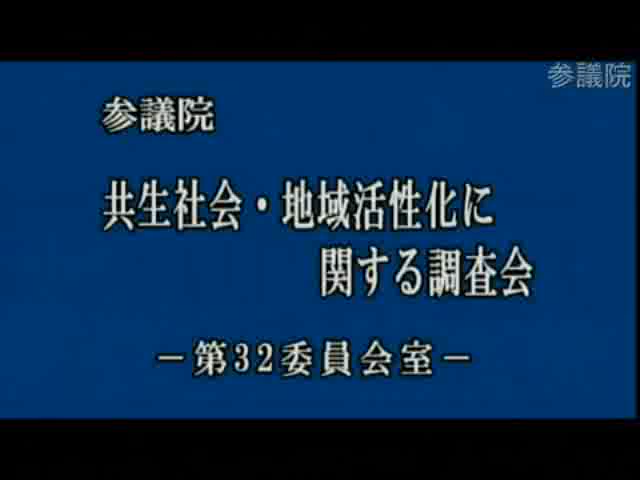 参議院
参議院
共生社会・地域活性化に
関する調査会
－第32委員会室－